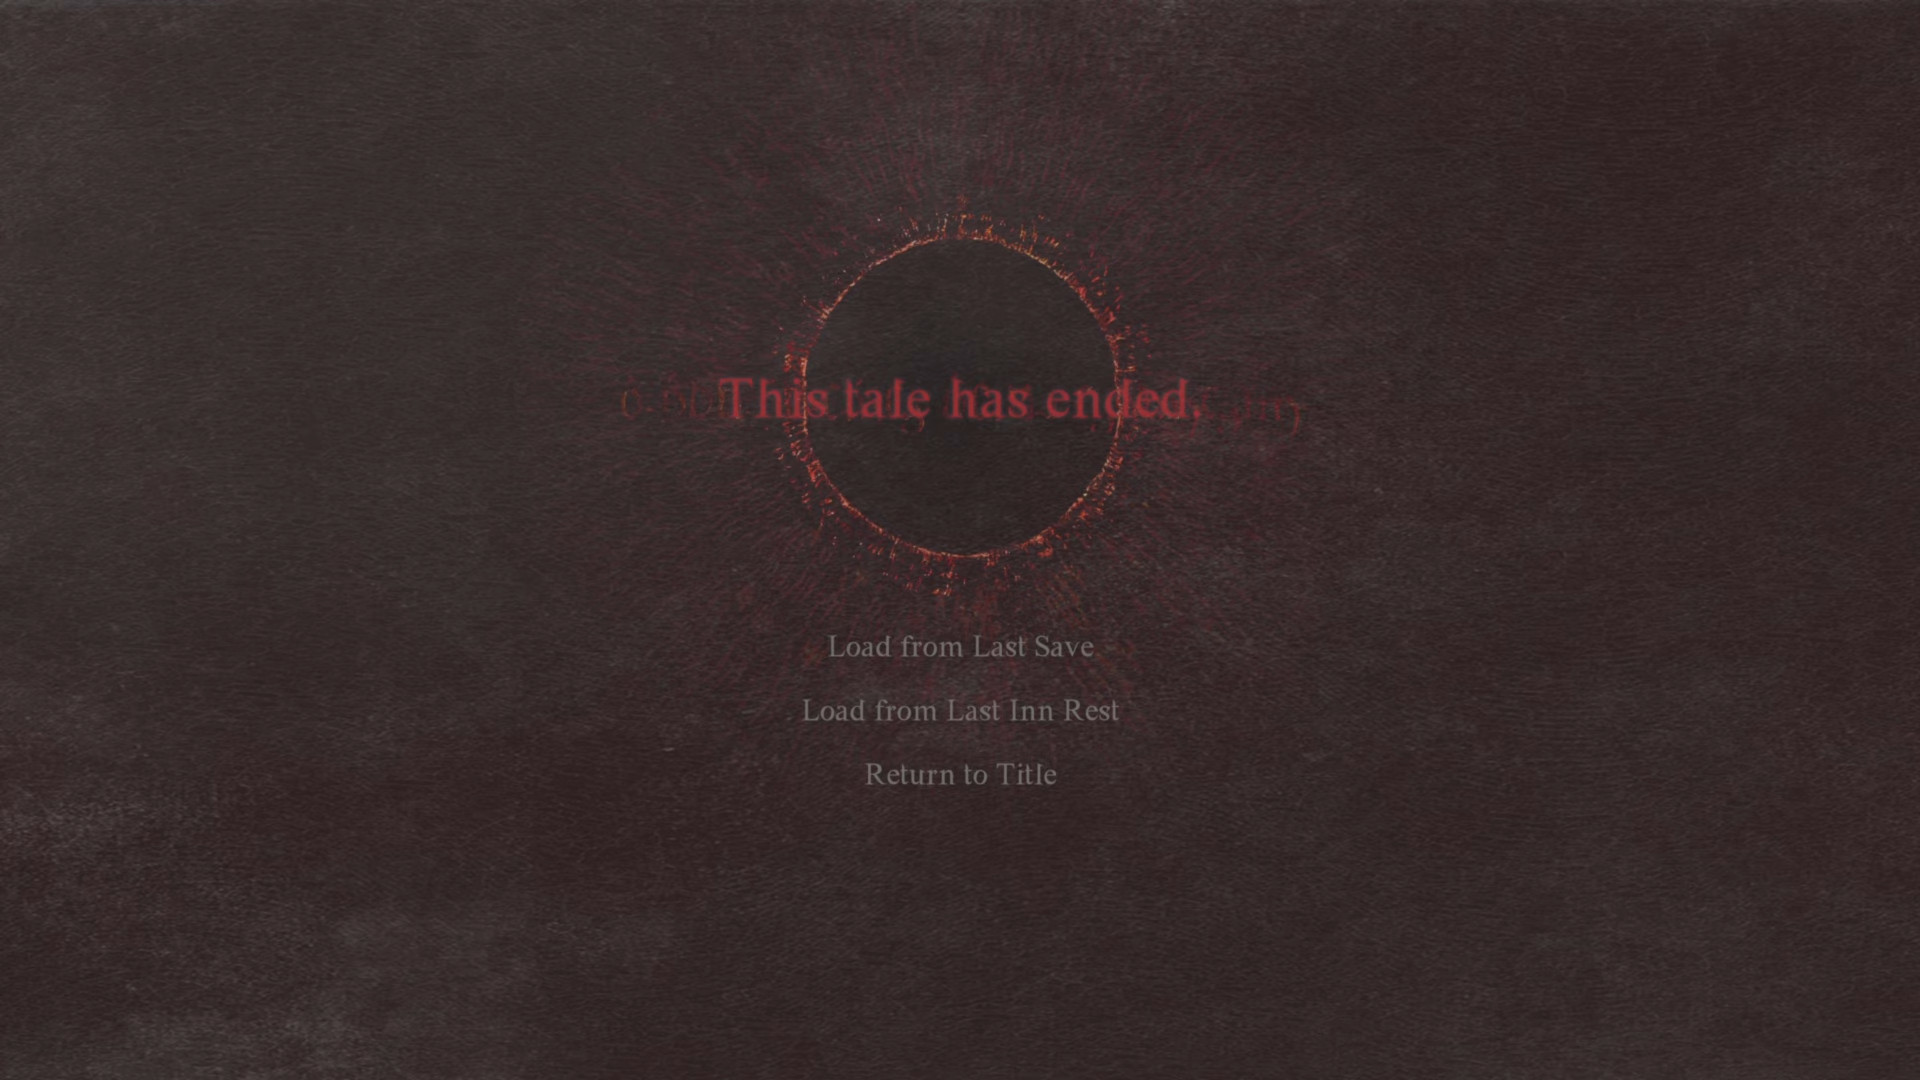 This tale has ended.
Load from Last Save
Load from Last Inn Rest
Return to Title